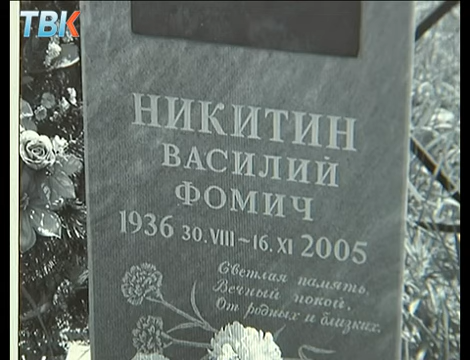 ТВК
НИКИТИН
ВАСИЛИЙ
ФОМИЧ
1936 30.VIII~16.XI 2005
Светлая память,
Вечный покой,
От родных и близких.